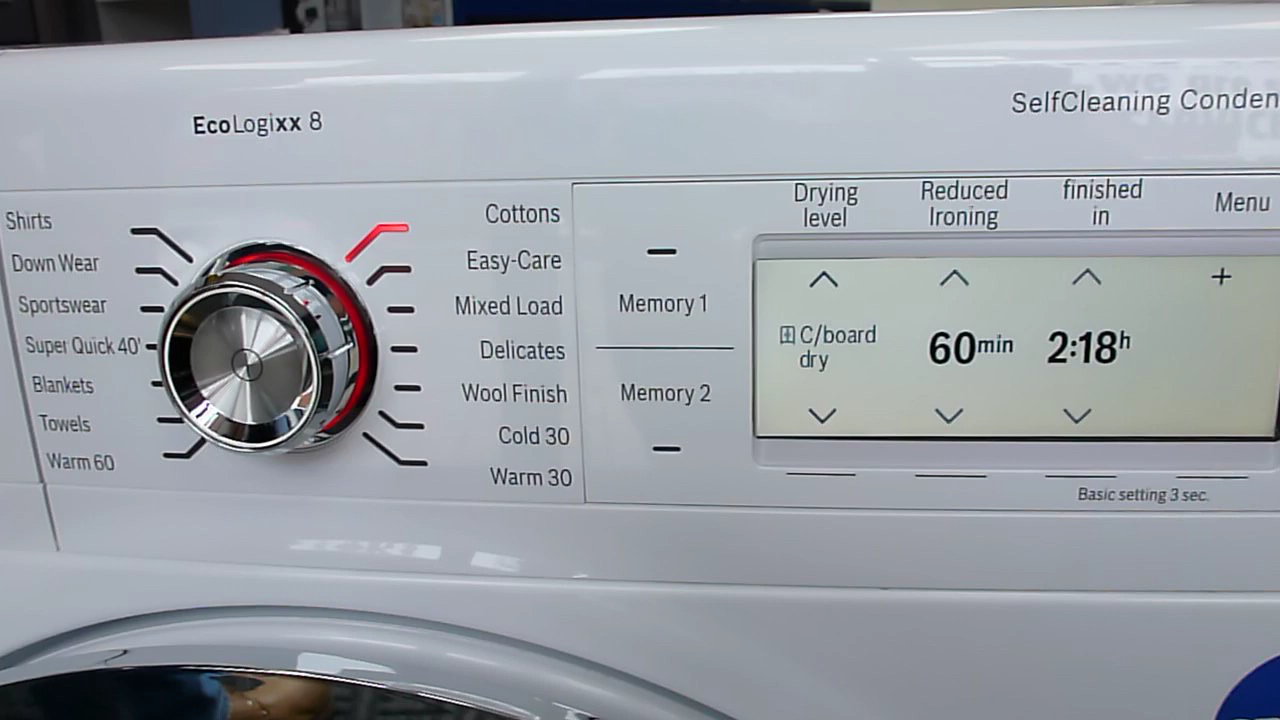 EcoLogixx 8
SelfCleaning Conden
Shirts
Down Wear
Sportswear
Super Quick 40'
Blankets
Towels
Warm 60
Cottons
Easy-Care
Mixed Load
Delicates
Wool Finish
Cold 30
Warm 30
Memory 1
Memory 2
Drying
level
Reduced
Ironing
finished
in
Menu
+
C/board
dry
60min
2:18h
Basic setting 3 sec.